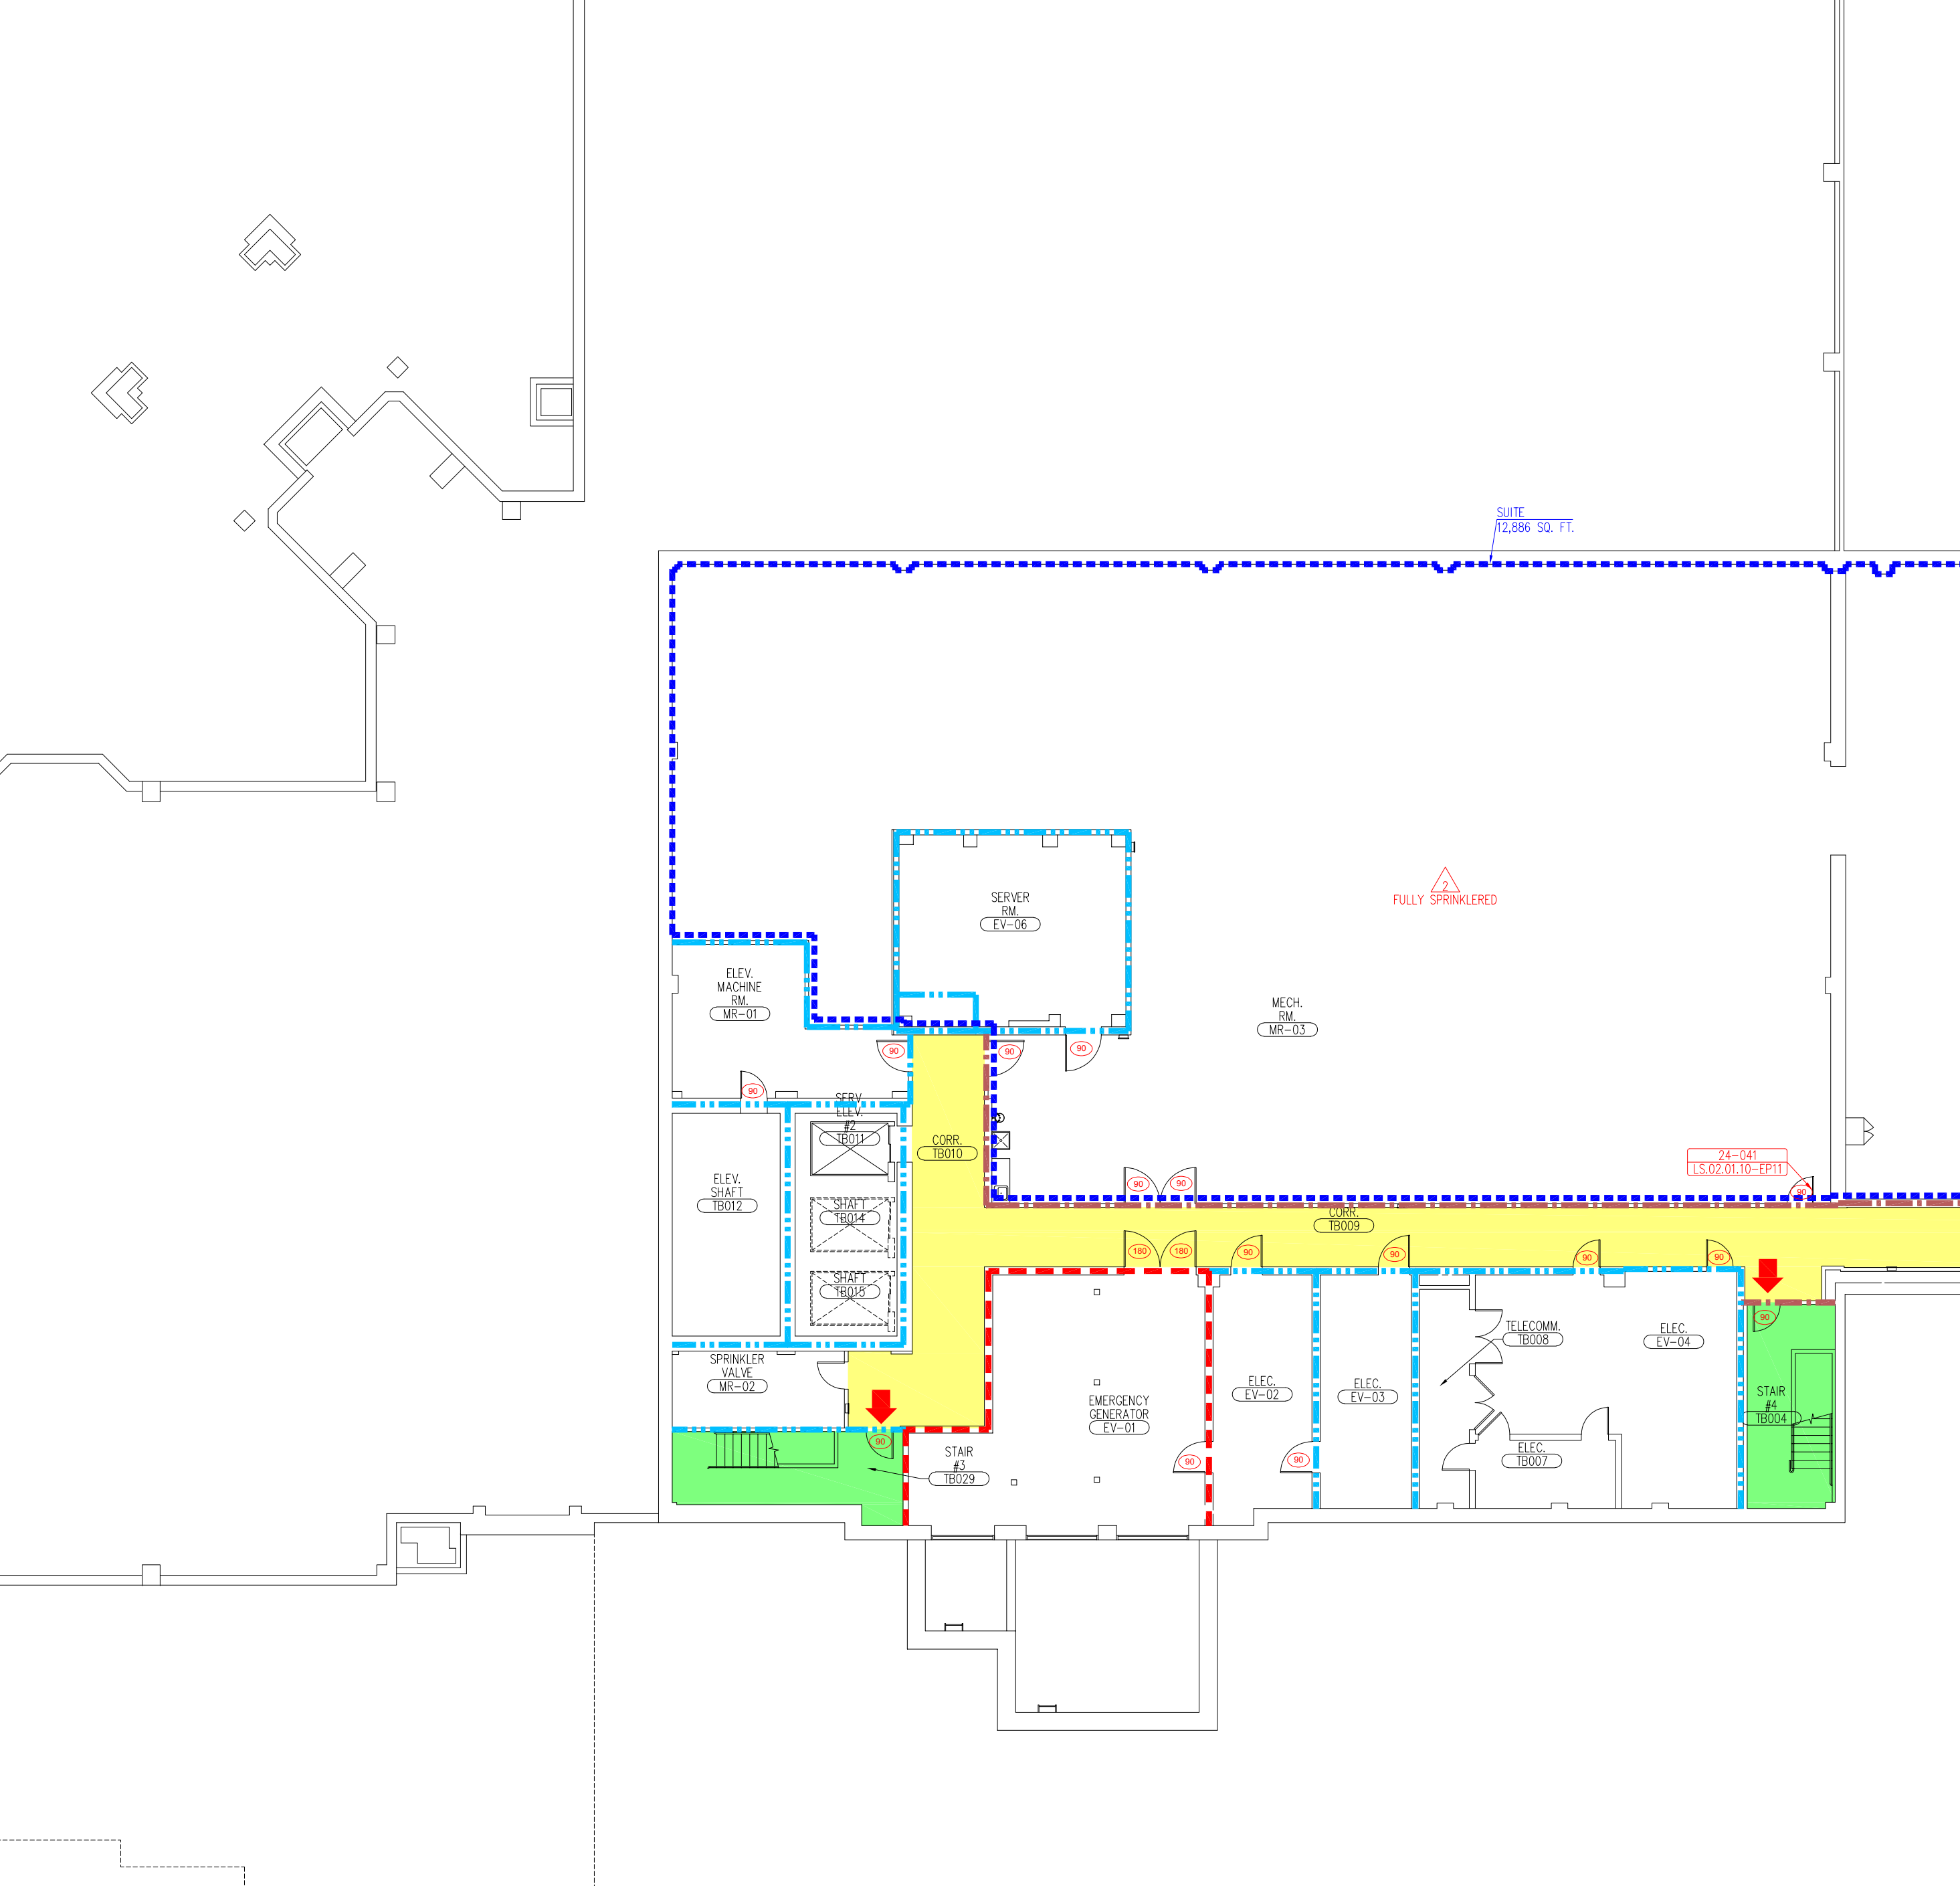 SUITE
12,886 SQ. FT.
2
FULLY SPRINKLERED
SERVER
RM.
EV-06
ELEV.
MACHINE
RM.
MR-01
MECH.
RM.
MR-03
90
90
90
90
SERV.
ELEV.
#2
TB011
CORR.
TB010
24-041
LS.02.01.10-EP11
ELEV.
SHAFT
TB012
90
90
90
SHAFT
TB014
CORR.
TB009
180
180
90
90
90
90
SHAFT
TB015
90
SPRINKLER
VALVE
MR-02
TELECOMM.
TB008
ELEC.
EV-04
ELEC.
EV-02
ELEC.
EV-03
EMERGENCY
GENERATOR
EV-01
STAIR
#4
TB004
90
STAIR
#3
TB029
90
90
ELEC.
TB007